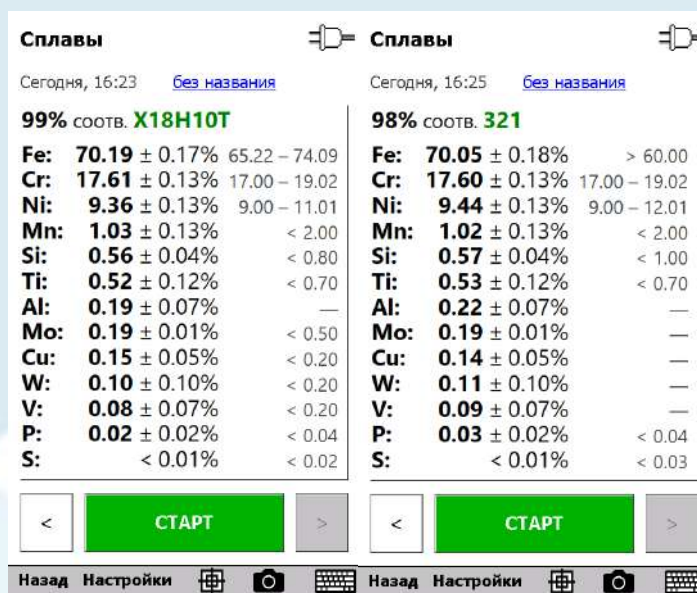 Сплавы
Сегодня, 16:23 без названия
99% соотв. Х18Н10Т
Fe: 70.19 ± 0.17% 65.22 – 74.09
Cr: 17.61 ± 0.13% 17.00 – 19.02
Ni: 9.36 ± 0.13% 9.00 – 11.01
Mn: 1.03 ± 0.13% < 2.00
Si: 0.56 ± 0.04% < 0.80
Ti: 0.52 ± 0.12% < 0.70
Al: 0.19 ± 0.07% —
Mo: 0.19 ± 0.01% < 0.50
Cu: 0.15 ± 0.05% < 0.20
W: 0.10 ± 0.10% < 0.20
V: 0.08 ± 0.07% < 0.20
P: 0.02 ± 0.02% < 0.04
S: < 0.01% < 0.02
< СТАРТ >
Назад Настройки
Сплавы
Сегодня, 16:25 без названия
98% соотв. 321
Fe: 70.05 ± 0.18% > 60.00
Cr: 17.60 ± 0.13% 17.00 – 19.02
Ni: 9.44 ± 0.13% 9.00 – 12.01
Mn: 1.02 ± 0.13% < 2.00
Si: 0.57 ± 0.04% < 1.00
Ti: 0.53 ± 0.12% < 0.70
Al: 0.22 ± 0.07% —
Mo: 0.19 ± 0.01% —
Cu: 0.14 ± 0.05% —
W: 0.11 ± 0.10% —
V: 0.09 ± 0.07% —
P: 0.03 ± 0.02% < 0.04
S: < 0.01% < 0.03
< СТАРТ >
Назад Настройки